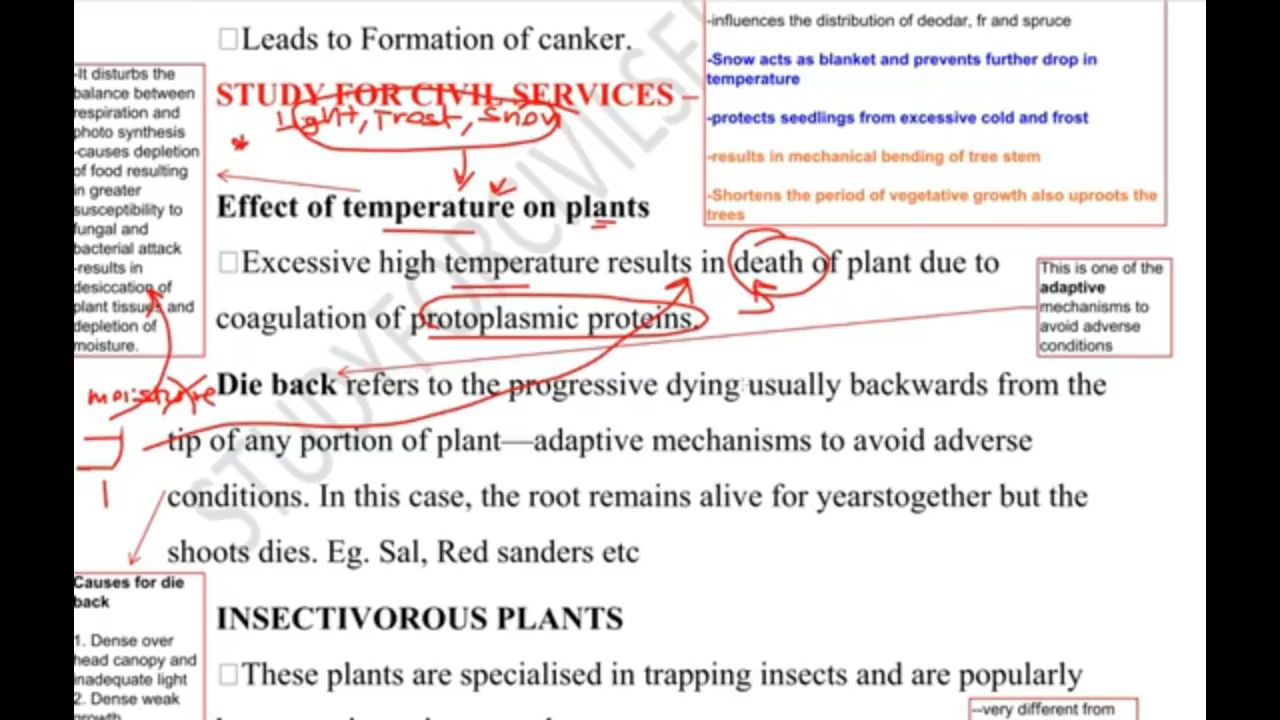 Leads to Formation of canker.
STUDY FOR CIVIL SERVICES –
Light, Frost, Snow
Effect of temperature on plants
Excessive high temperature results in death of plant due to
coagulation of protoplasmic proteins.
Die back refers to the progressive dying usually backwards from the
tip of any portion of plant—adaptive mechanisms to avoid adverse
conditions. In this case, the root remains alive for yearstogether but the
shoots dies. Eg. Sal, Red sanders etc
INSECTIVOROUS PLANTS
These plants are specialised in trapping insects and are popularly
-It disturbs the
balance between
respiration and
photo synthesis
-causes depletion
of food resulting
in greater
susceptibility to
fungal and
bacterial attack
-results in
desiccation of
plant tissues and
depletion of
moisture.
moisture
Causes for die
back
1. Dense over
head canopy and
inadequate light
2. Dense weak
growth
-influences the distribution of deodar, fr and spruce
-Snow acts as blanket and prevents further drop in
temperature
-protects seedlings from excessive cold and frost
-results in mechanical bending of tree stem
-Shortens the period of vegetative growth also uproots the
trees
This is one of the
adaptive
mechanisms to
avoid adverse
conditions
--very different from
STUDYFORCIVILSE